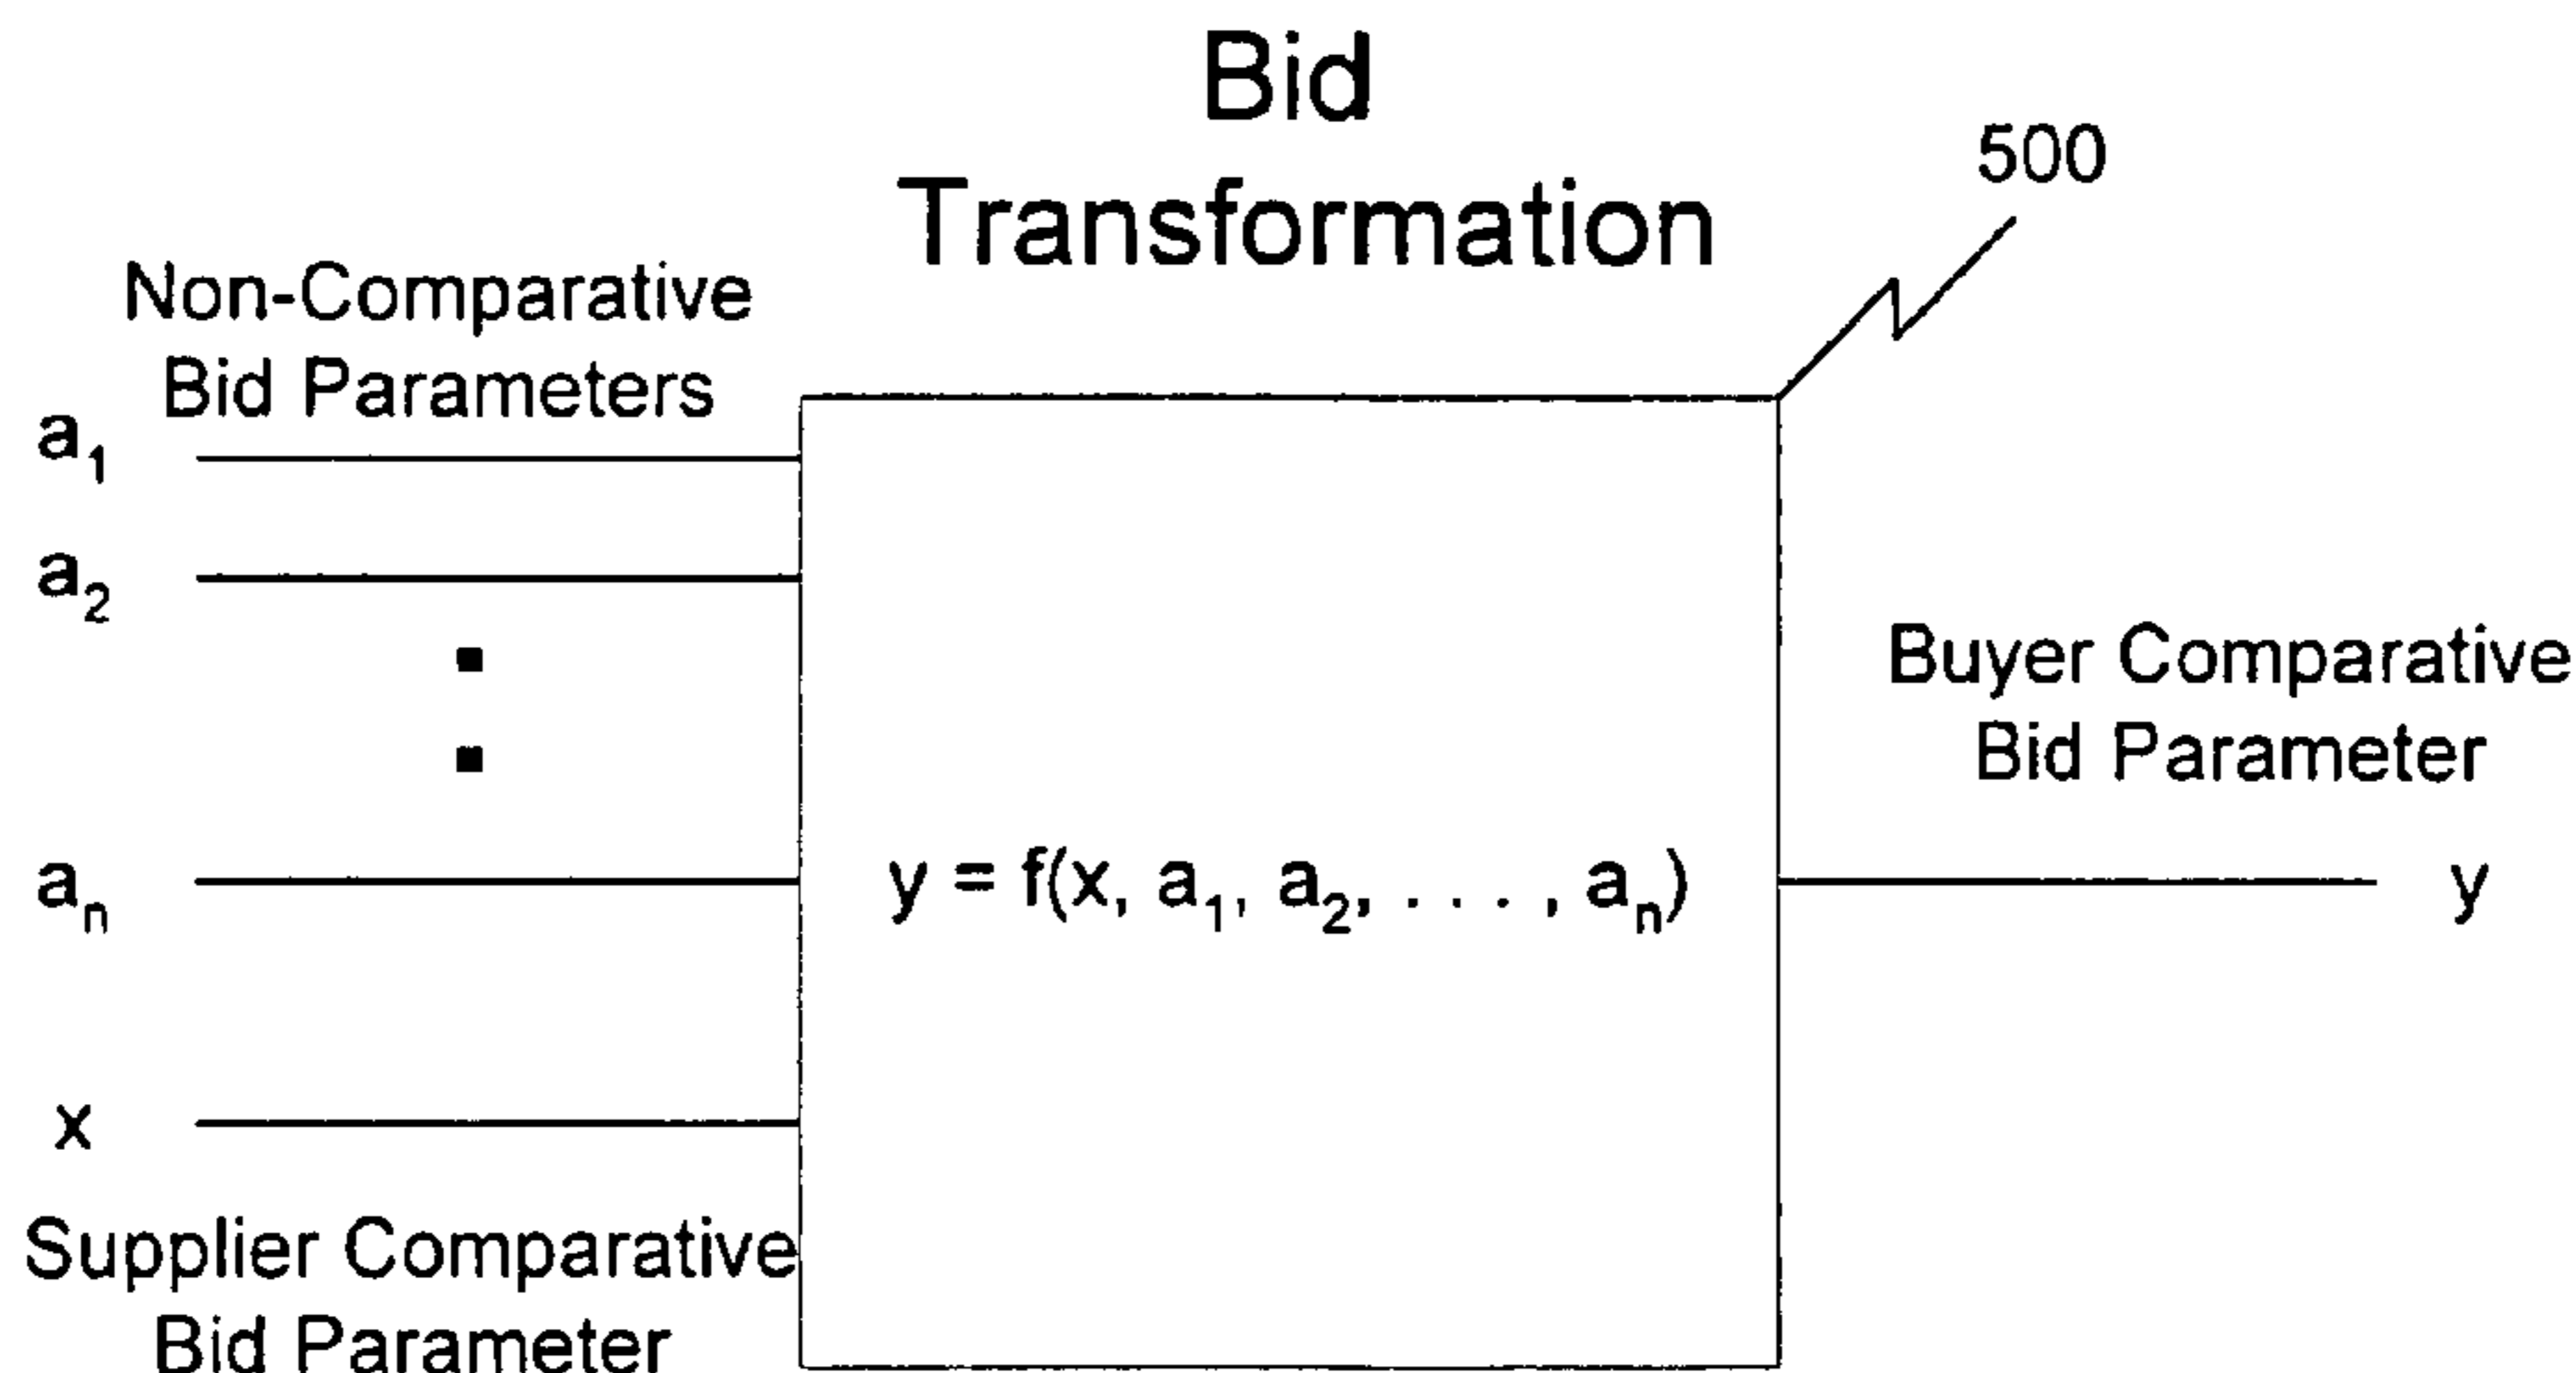 Bid
Transformation
500
Non-Comparative
Bid Parameters
a₁
a₂
aₙ
x
Supplier Comparative
Bid Parameter
y = f(x, a₁, a₂, . . . , aₙ)
Buyer Comparative
Bid Parameter
y